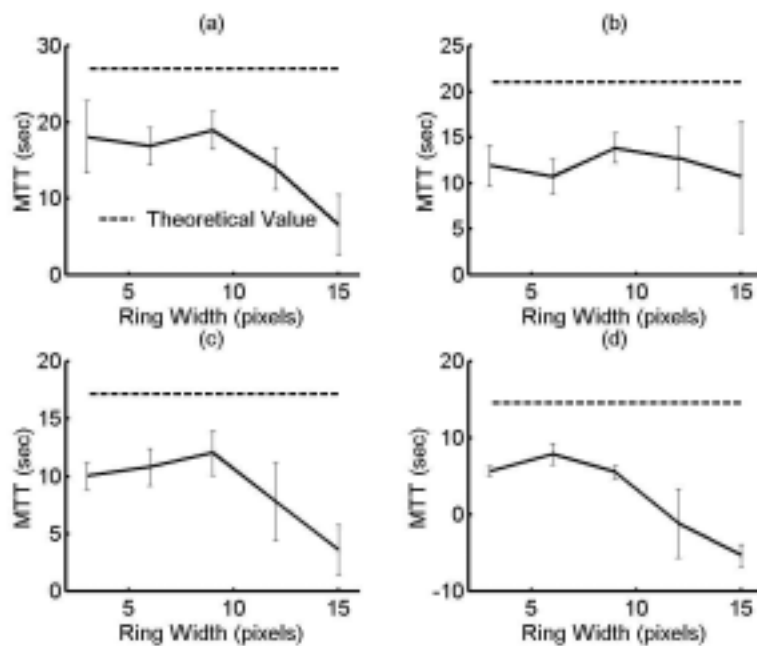 (a)
30
20
10
0
MTT (sec)
Theoretical Value
5 10 15
Ring Width (pixels)
(b)
25
20
15
10
5
0
MTT (sec)
5 10 15
Ring Width (pixels)
(c)
20
15
10
5
0
MTT (sec)
5 10 15
Ring Width (pixels)
(d)
20
10
0
-10
MTT (sec)
5 10 15
Ring Width (pixels)